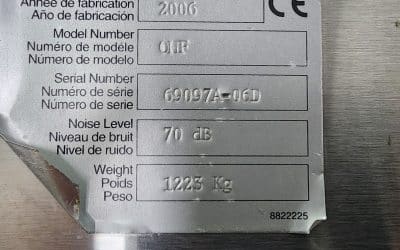 Année de fabrication
Año de fabricación
2006
CE
Model Number
Numéro de modéle
Número de modelo
OMF
Serial Number
Numéro de série
Número de serie
69097A-06D
Noise Level
Niveau de bruit
Nivel de ruido
70 dB
Weight
Poids
Peso
1223 Kg
8822225